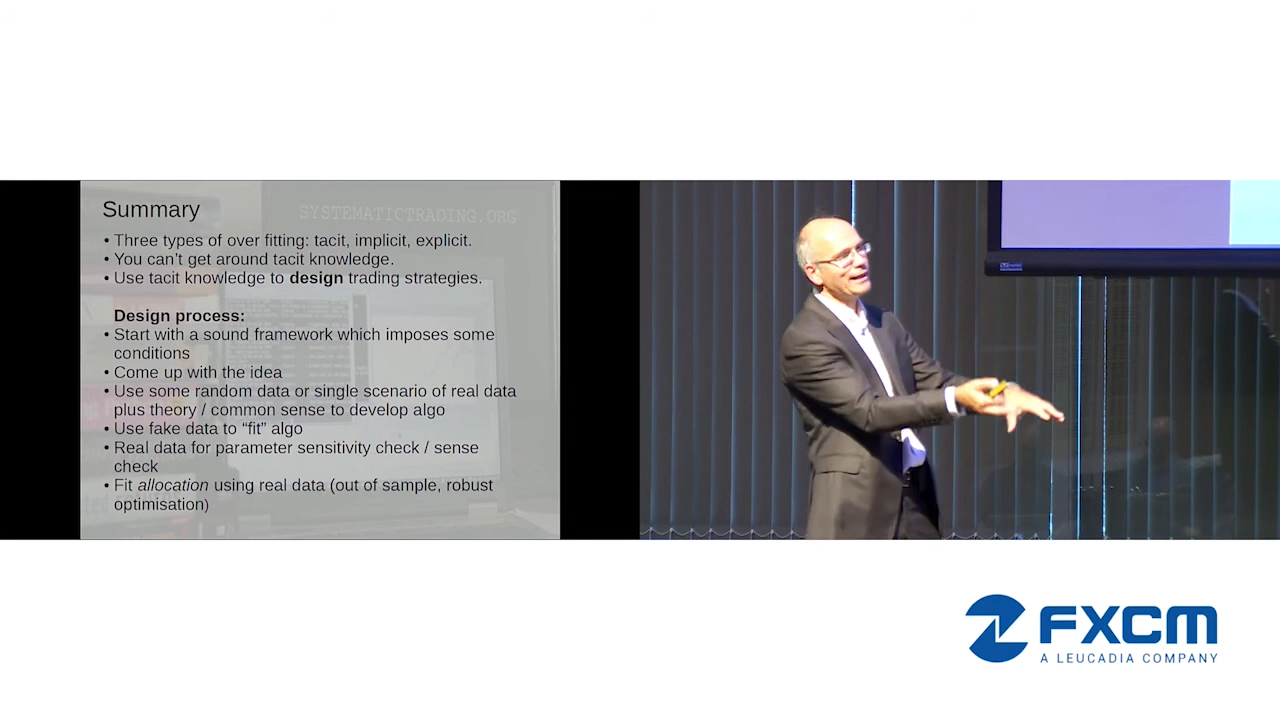 SYSTEMATICTRADING.ORG
Summary
• Three types of over fitting: tacit, implicit, explicit.
• You can't get around tacit knowledge.
• Use tacit knowledge to design trading strategies.
Design process:
• Start with a sound framework which imposes some
conditions
• Come up with the idea
• Use some random data or single scenario of real data
plus theory / common sense to develop algo
• Use fake data to “fit” algo
• Real data for parameter sensitivity check / sense
check
• Fit allocation using real data (out of sample, robust
optimisation)
FXCM
A LEUCADIA COMPANY